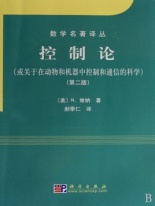 数学名著译丛
控制论
(或关于在动物和机器中控制和通信的科学)
(第二版)
〔美〕N. 维纳 著
郝季仁 译
科学出版社
B